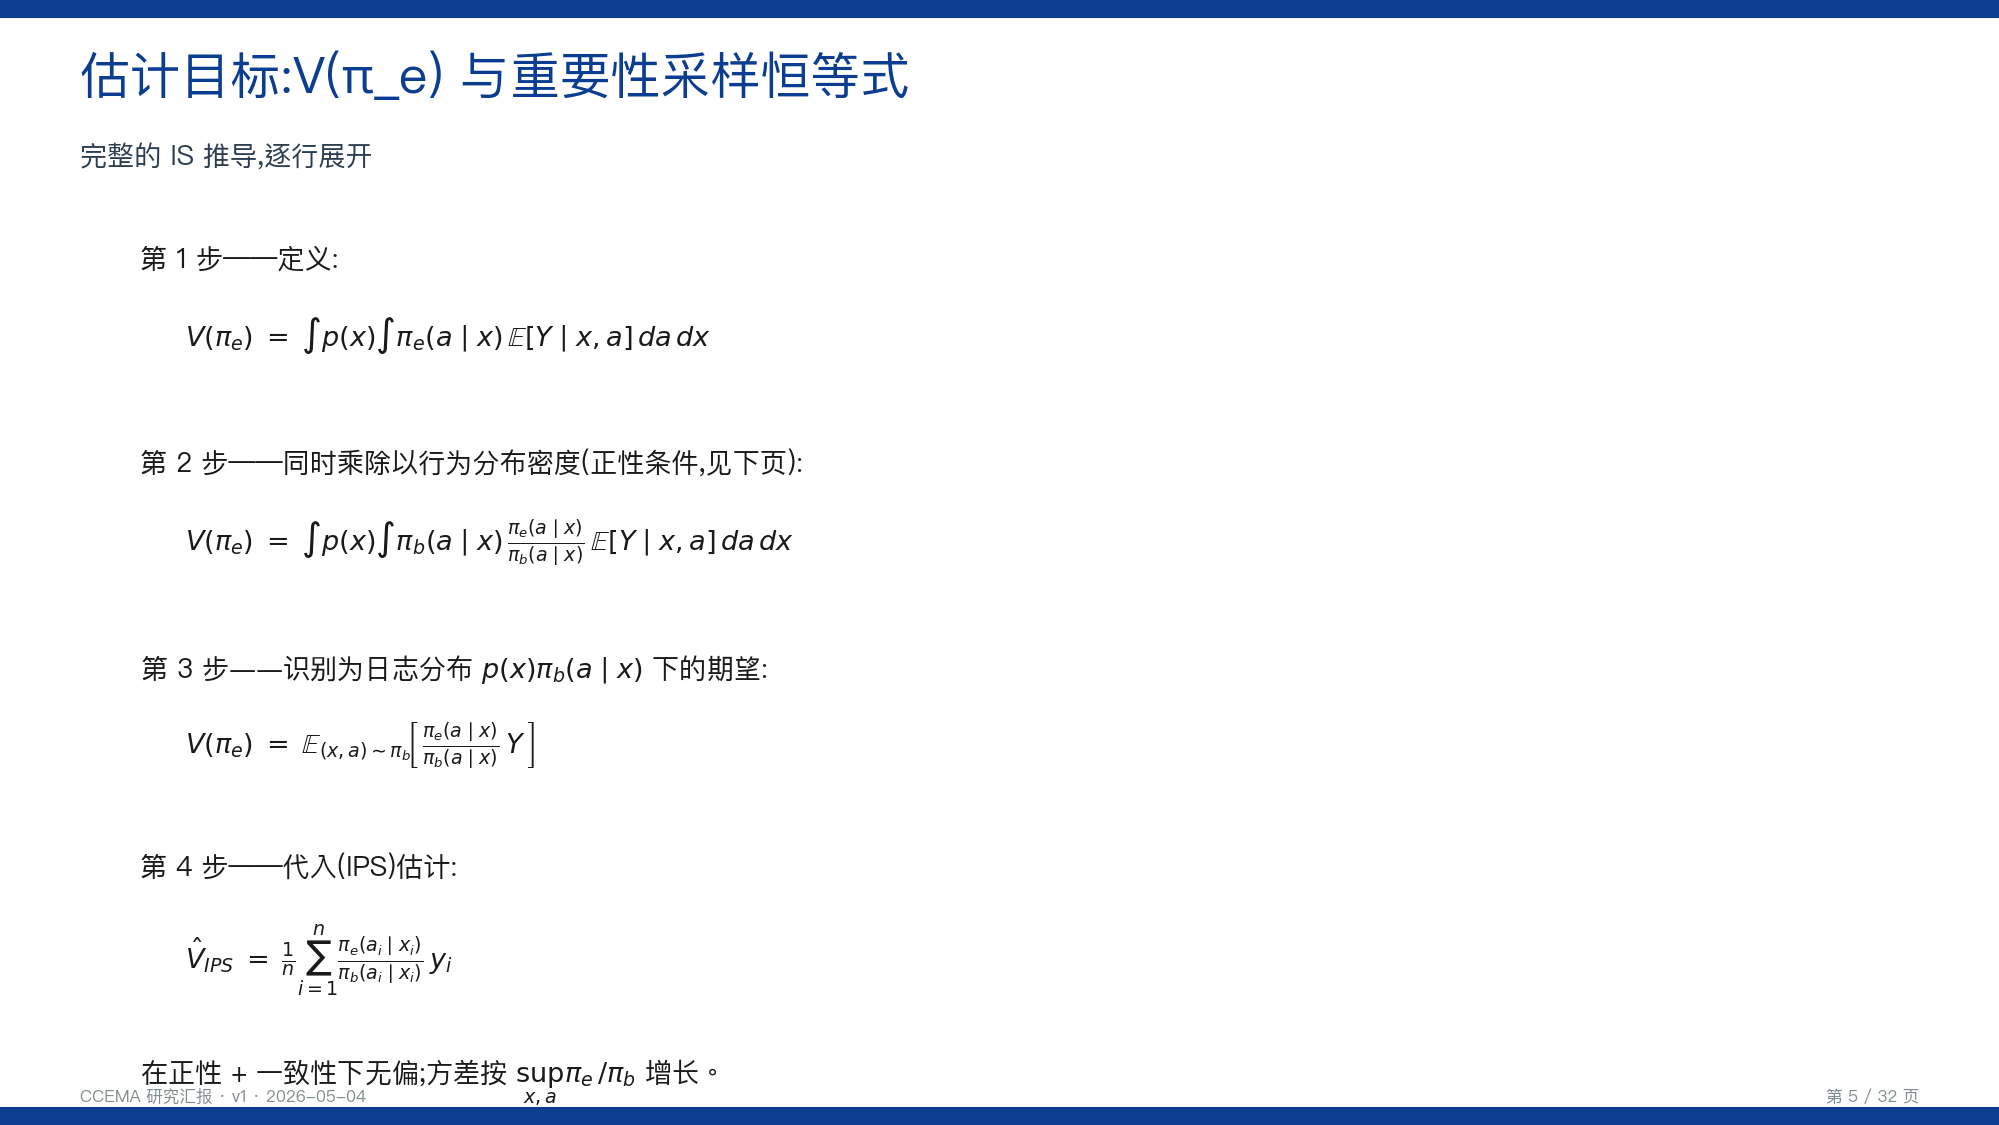 估计目标:V(π_e) 与重要性采样恒等式
完整的 IS 推导,逐行展开
第 1 步——定义:
V(πₑ) = ∫p(x)∫πₑ(a | x) 𝔼[Y | x, a] da dx
第 2 步——同时乘除以行为分布密度(正性条件,见下页):
V(π_e) = ∫p(x)∫π_b(a | x) π_e(a | x)/π_b(a | x) 𝔼[Y | x, a] da dx
第 3 步——识别为日志分布 p(x)π_b(a | x) 下的期望:
V(π_e) = 𝔼_(x, a) ~ π_b[ π_e(a | x)/π_b(a | x) Y ]
第 4 步——代入(IPS)估计:
V̂_IPS = 1/n ∑_{i=1}^{n} π_e(a_i | x_i)/π_b(a_i | x_i) y_i
在正性 + 一致性下无偏;方差按 sup_{x, a} π_e/π_b 增长。
CCEMA 研究汇报 · v1 · 2026-05-04
第 5 / 32 页